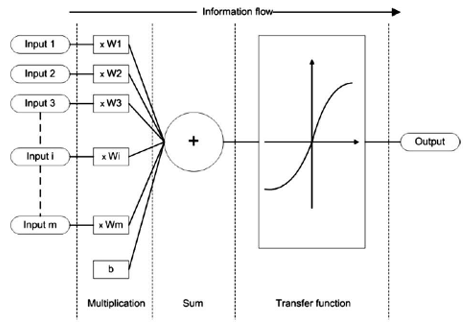 Information flow
Input 1
x W1
Input 2
x W2
Input 3
x W3
Input i
x Wi
Input m
x Wm
b
+
Output
Multiplication
Sum
Transfer function